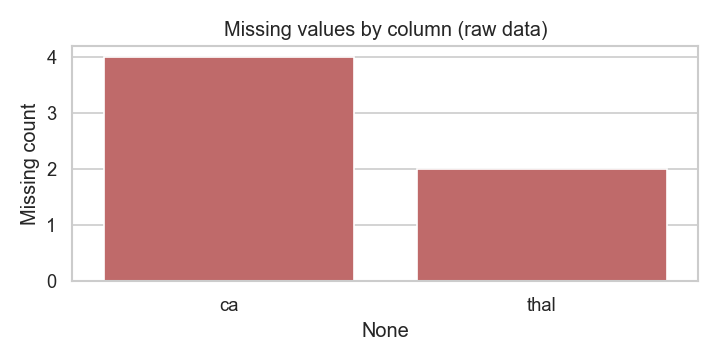 Missing values by column (raw data)
Missing count
4
3
2
1
0
ca thal
None